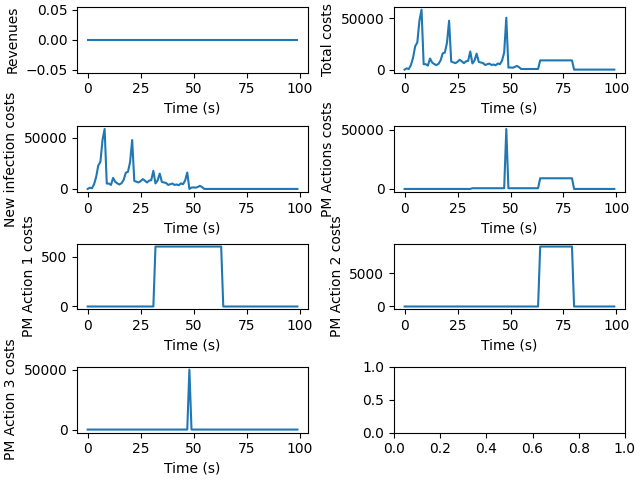 Revenues
0.05
0.00
−0.05
0 25 50 75 100
Time (s)
Total costs
50000
0
0 25 50 75 100
Time (s)
New infection costs
50000
0
0 25 50 75 100
Time (s)
PM Actions costs
50000
0
0 25 50 75 100
Time (s)
PM Action 1 costs
500
0
0 25 50 75 100
Time (s)
PM Action 2 costs
5000
0
0 25 50 75 100
Time (s)
PM Action 3 costs
50000
0
0 25 50 75 100
Time (s)
1.0
0.5
0.0
0.0 0.2 0.4 0.6 0.8 1.0